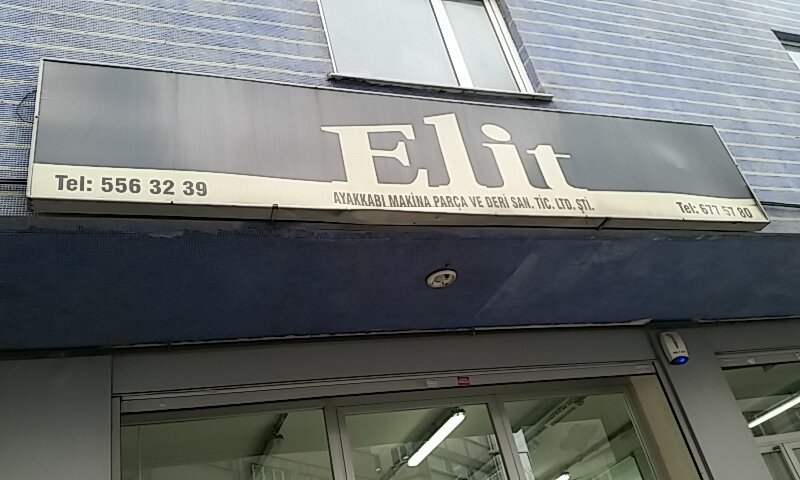 Elit
AYAKKABI MAKİNA PARÇA VE DERİ SAN. TİC. LTD. ŞTİ.
Tel: 556 32 39
Tel: 677 57 80